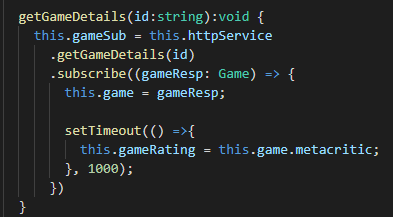 getGameDetails(id:string):void {
this.gameSub = this.httpService
.getGameDetails(id)
.subscribe((gameResp: Game) => {
this.game = gameResp;
setTimeout(() =>{
this.gameRating = this.game.metacritic;
}, 1000);
})
}